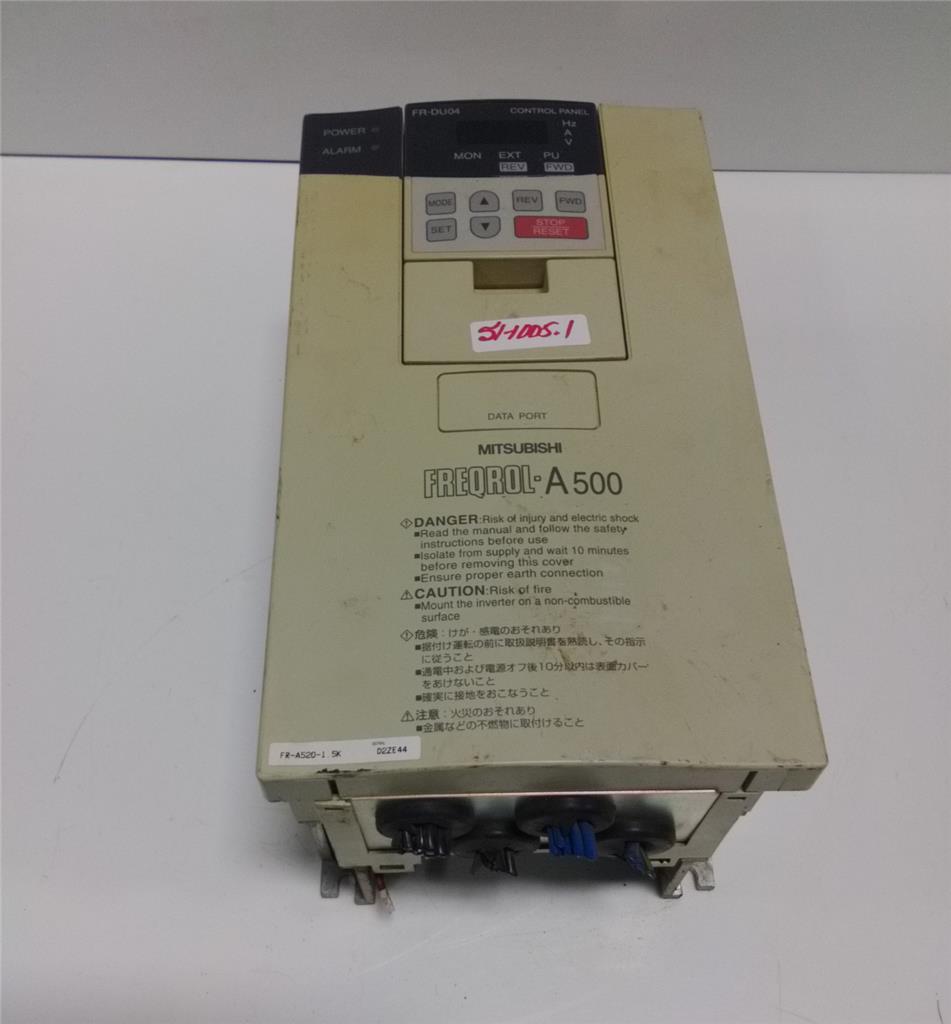 FR-DU04 CONTROL PANEL
POWER
ALARM
Hz
A
V
MON EXT PU
REV FWD
MODE REV FWD
SET STOP RESET
DATA PORT
MITSUBISHI
FREQROL-A500
DANGER:Risk of injury and electric shock
Read the manual and follow the safety
instructions before use
Isolate from supply and wait 10 minutes
before removing this cover
Ensure proper earth connection
CAUTION:Risk of fire
Mount the inverter on a non-combustible
surface
危険：けが・感電のおそれあり
据付け運転の前に取扱説明書を熟読し、その指示
に従うこと
通電中および電源オフ後10分以内は表面カバー
をあけないこと
確実に接地をおこなうこと
注意：火災のおそれあり
金属などの不燃物に取付けること
FR-A520-1.5K D2ZE44